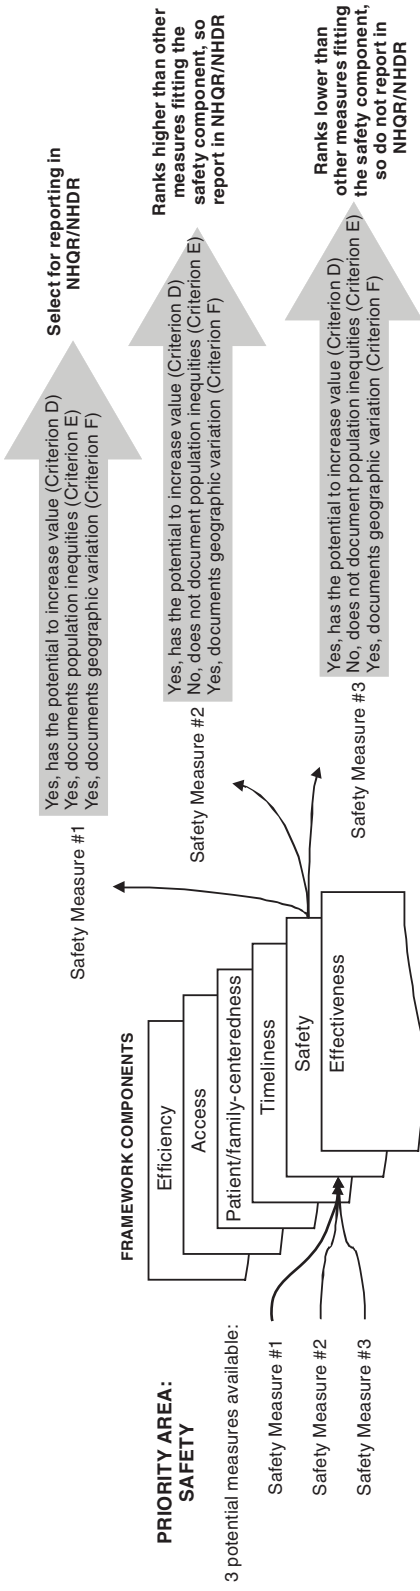 PRIORITY AREA:
SAFETY
3 potential measures available:
Safety Measure #1
Safety Measure #2
Safety Measure #3
FRAMEWORK COMPONENTS
Efficiency
Access
Patient/family-centeredness
Timeliness
Safety
Effectiveness
Safety Measure #1
Yes, has the potential to increase value (Criterion D)
Yes, documents population inequities (Criterion E)
Yes, documents geographic variation (Criterion F)
Select for reporting in
NHQR/NHDR
Safety Measure #2
Yes, has the potential to increase value (Criterion D)
No, does not document population inequities (Criterion E)
Yes, documents geographic variation (Criterion F)
Ranks higher than other
measures fitting the
safety component, so
report in NHQR/NHDR
Safety Measure #3
Yes, has the potential to increase value (Criterion D)
No, does not document population inequities (Criterion E)
Yes, documents geographic variation (Criterion F)
Ranks lower than
other measures fitting
the safety component,
so do not report in
NHQR/NHDR